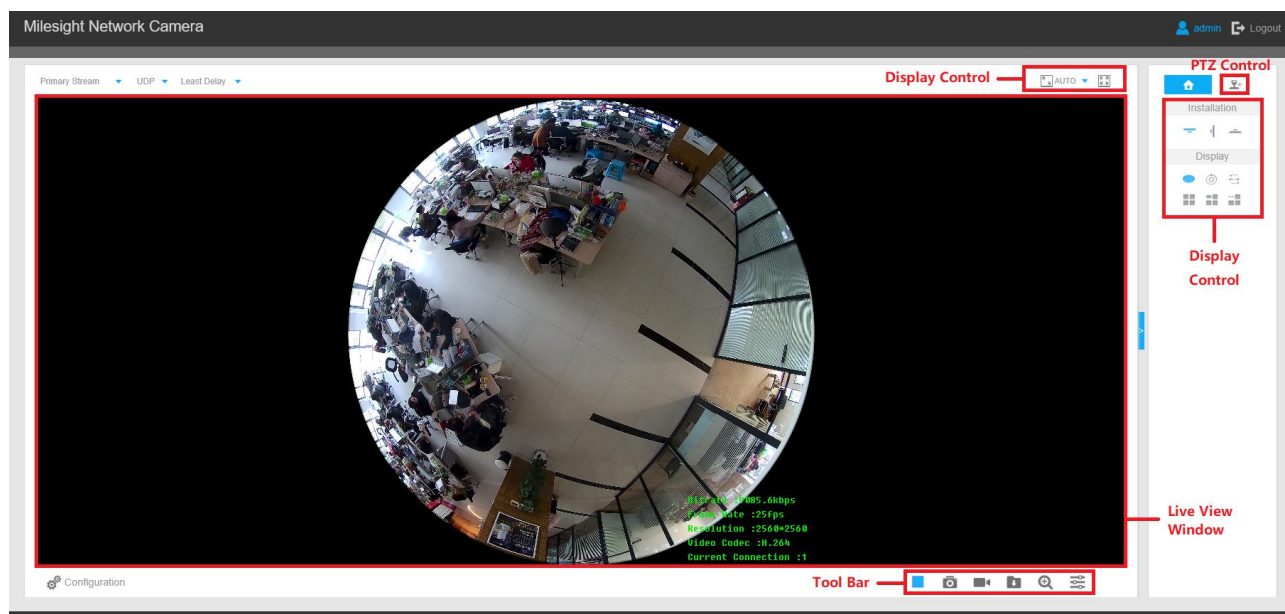 Milesight Network Camera
admin Logout
PTZ Control
Primary Stream UDP Least Delay
Display Control
AUTO
Installation
Display
Display
Control
Bitrate
Frame Rate :25fps
Resolution :2560*2560
Video Codec :H.264
Current Connection :1
Live View
Window
Configuration
Tool Bar